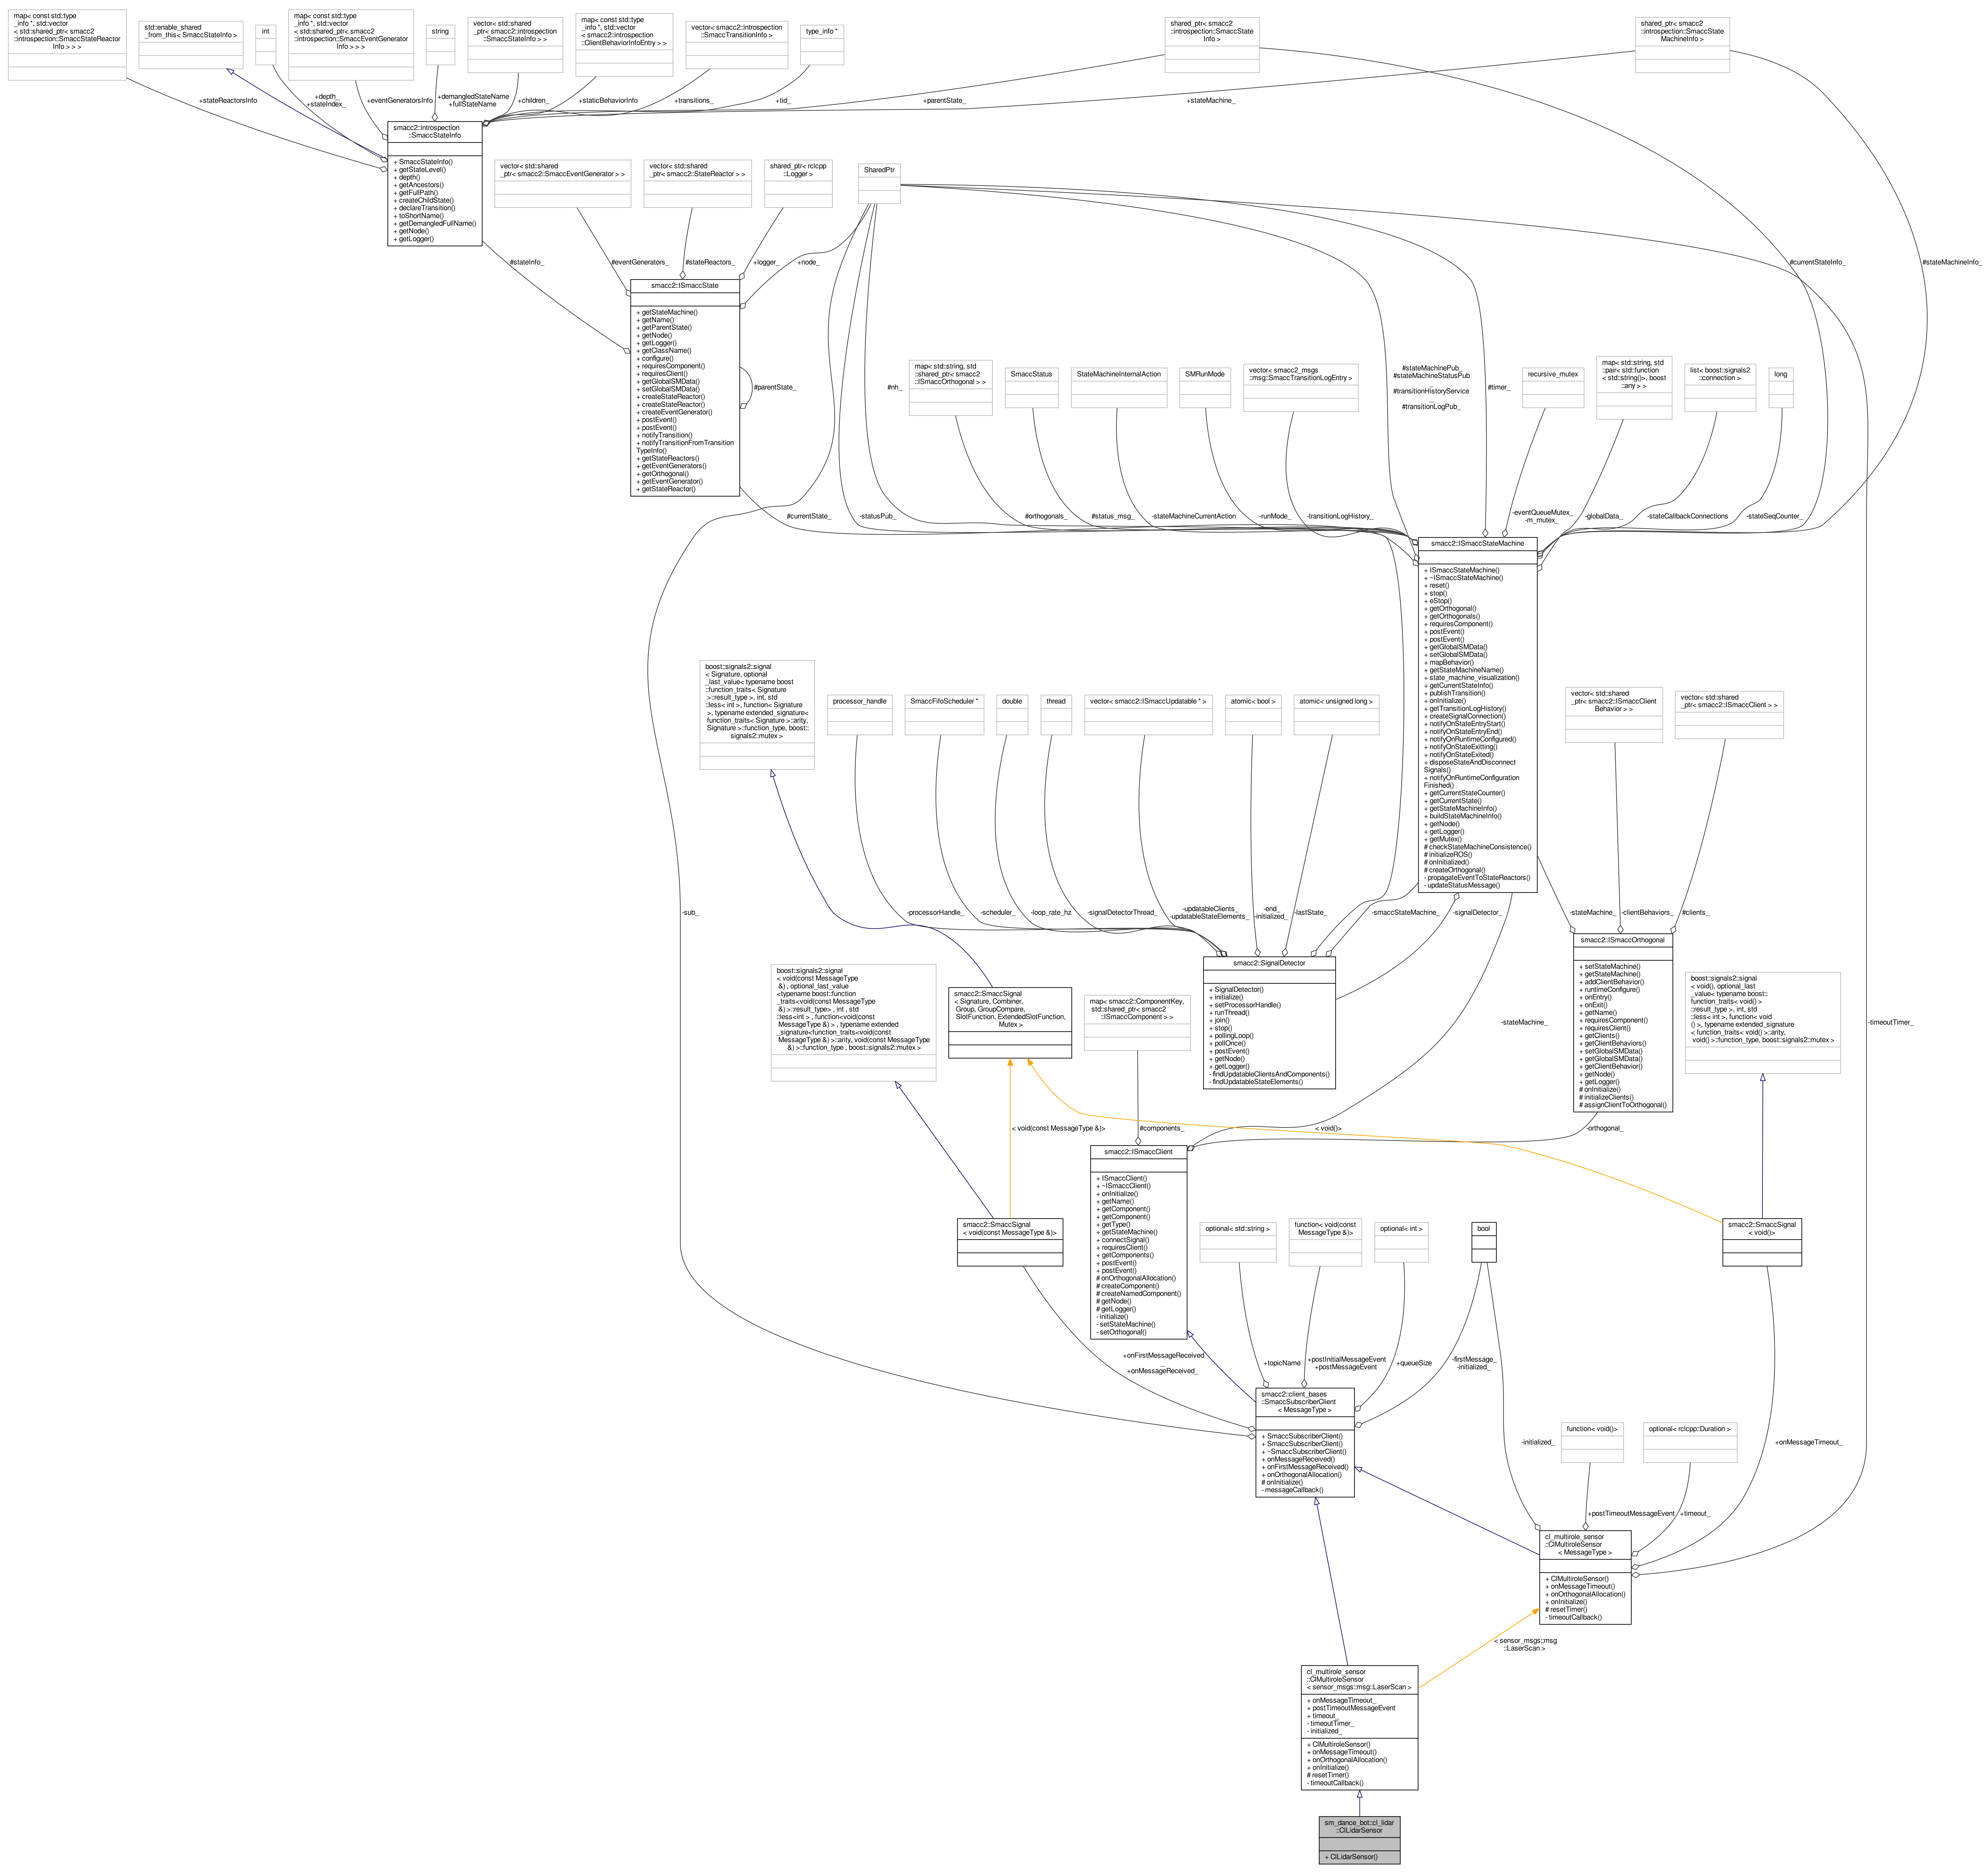 map< const std::type
_info *, std::vector
< std::shared_ptr< smacc2
::introspection::SmaccStateReactor
Info > > >
std::enable_shared
_from_this< SmaccStateInfo >
int
map< const std::type
_info *, std::vector
< std::shared_ptr< smacc2
::introspection::SmaccEventGenerator
Info > > >
string
vector< std::shared
_ptr< smacc2::introspection
::SmaccStateInfo > >
map< const std::type
_info *, std::vector
< smacc2::introspection
::ClientBehaviorInfoEntry > >
vector< smacc2::introspection
::SmaccTransitionInfo >
type_info *
shared_ptr< smacc2
::introspection::SmaccState
Info >
shared_ptr< smacc2
::introspection::SmaccState
MachineInfo >
+stateReactorsInfo
+depth_
+stateIndex_
+eventGeneratorsInfo
+demangledStateName
+fullStateName
+children_
+staticBehaviorInfo
+transitions_
+tid_
+parentState_
+stateMachine_
smacc2::introspection
::SmaccStateInfo
+ SmaccStateInfo()
+ getStateLevel()
+ depth()
+ getAncestors()
+ getFullPath()
+ createChildState()
+ declareTransition()
+ toShortName()
+ getDemangledFullName()
+ getNode()
+ getLogger()
vector< std::shared
_ptr< smacc2::SmaccEventGenerator > >
vector< std::shared
_ptr< smacc2::StateReactor > >
shared_ptr< rclcpp
::Logger >
SharedPtr
#stateInfo_
#eventGenerators_
#stateReactors_
+logger_
+node_
#currentStateInfo_
#stateMachineInfo_
smacc2::ISmaccState
+ getStateMachine()
+ getName()
+ getParentState()
+ getNode()
+ getLogger()
+ getClassName()
+ configure()
+ requiresComponent()
+ requiresClient()
+ getGlobalSMData()
+ setGlobalSMData()
+ createStateReactor()
+ createStateReactor()
+ createEventGenerator()
+ postEvent()
+ postEvent()
+ notifyTransition()
+ notifyTransitionFromTransition
TypeInfo()
+ getStateReactors()
+ getEventGenerators()
+ getOrthogonal()
+ getEventGenerator()
+ getStateReactor()
#parentState_
#nh_
map< std::string, std
::shared_ptr< smacc2
::ISmaccOrthogonal > >
SmaccStatus
StateMachineInternalAction
SMRunMode
vector< smacc2_msgs
::msg::SmaccTransitionLogEntry >
#stateMachinePub_
#stateMachineStatusPub
_
#transitionHistoryService
_
#transitionLogPub_
#timer_
recursive_mutex
map< std::string, std
::pair< std::function
< std::string()>, boost
::any > >
list< boost::signals2
::connection >
long
#currentState_
-statusPub_
#orthogonals_
#status_msg_
-stateMachineCurrentAction
-runMode_
-transitionLogHistory_
-eventQueueMutex_
-m_mutex_
-globalData_
-stateCallbackConnections
-stateSeqCounter_
smacc2::ISmaccStateMachine
+ ISmaccStateMachine()
+ ~ISmaccStateMachine()
+ reset()
+ stop()
+ eStop()
+ getOrthogonal()
+ getOrthogonals()
+ requiresComponent()
+ postEvent()
+ postEvent()
+ getGlobalSMData()
+ setGlobalSMData()
+ mapBehavior()
+ getStateMachineName()
+ state_machine_visualization()
+ getCurrentStateInfo()
+ publishTransition()
+ onInitialize()
+ getTransitionLogHistory()
+ createSignalConnection()
+ notifyOnStateEntryStart()
+ notifyOnStateEntryEnd()
+ notifyOnRuntimeConfigured()
+ notifyOnStateExitting()
+ notifyOnStateExited()
+ disposeStateAndDisconnect
Signals()
+ notifyOnRuntimeConfiguration
Finished()
+ getCurrentStateCounter()
+ getCurrentState()
+ getStateMachineInfo()
+ buildStateMachineInfo()
+ getNode()
+ getLogger()
+ getMutex()
# checkStateMachineConsistence()
# initializeROS()
# onInitialized()
# createOrthogonal()
- propagateEventToStateReactors()
- updateStatusMessage()
boost::signals2::signal
< Signature, optional
_last_value< typename boost
::function_traits< Signature
>::result_type >, int, std
::less< int >, function< Signature
>, typename extended_signature<
function_traits< Signature >::arity,
Signature >::function_type, boost::
signals2::mutex >
processor_handle
SmaccFifoScheduler *
double
thread
vector< smacc2::ISmaccUpdatable * >
atomic< bool >
atomic< unsigned long >
vector< std::shared
_ptr< smacc2::ISmaccClient
Behavior > >
vector< std::shared
_ptr< smacc2::ISmaccClient > >
-sub_
-processorHandle_
-scheduler_
-loop_rate_hz
-signalDetectorThread_
-updatableClients_
-updatableStateElements_
-end_
-initialized_
-lastState_
-smaccStateMachine_
-signalDetector_
-stateMachine_
-clientBehaviors_
#clients_
smacc2::SignalDetector
+ SignalDetector()
+ initialize()
+ setProcessorHandle()
+ runThread()
+ join()
+ stop()
+ pollingLoop()
+ pollOnce()
+ postEvent()
+ getNode()
+ getLogger()
- findUpdatableClientsAndComponents()
- findUpdatableStateElements()
smacc2::ISmaccOrthogonal
+ setStateMachine()
+ getStateMachine()
+ addClientBehavior()
+ runtimeConfigure()
+ onEntry()
+ onExit()
+ getName()
+ requiresComponent()
+ requiresClient()
+ getClients()
+ getClientBehaviors()
+ setGlobalSMData()
+ getGlobalSMData()
+ getClientBehavior()
+ getNode()
+ getLogger()
# onInitialize()
# initializeClients()
# assignClientToOrthogonal()
boost::signals2::signal
< void(const MessageType
&) , optional_last_value
<typename boost::function
_traits<void(const MessageType
&) >::result_type> , int , std
::less<int > , function<void(const
MessageType &) > , typename extended
_signature<function_traits<void(const
MessageType &) >::arity, void(const MessageType
&) >::function_type , boost::signals2::mutex >
smacc2::SmaccSignal
< Signature, Combiner,
Group, GroupCompare,
SlotFunction, ExtendedSlotFunction,
Mutex >
map< smacc2::ComponentKey,
std::shared_ptr< smacc2
::ISmaccComponent > >
boost::signals2::signal
< void(), optional_last
_value< typename boost::
function_traits< void() >
::result_type >, int, std
::less< int >, function< void
() >, typename extended_signature
< function_traits< void() >::arity,
void() >::function_type, boost::signals2::mutex >
-stateMachine_
-timeoutTimer_
< void(const MessageType &)>
#components_
< void()>
-orthogonal_
smacc2::ISmaccClient
+ ISmaccClient()
+ ~ISmaccClient()
+ onInitialize()
+ getName()
+ getComponent()
+ getComponent()
+ getType()
+ getStateMachine()
+ connectSignal()
+ requiresClient()
+ getComponents()
+ postEvent()
+ postEvent()
# onOrthogonalAllocation()
# createComponent()
# createNamedComponent()
# getNode()
# getLogger()
- initialize()
- setStateMachine()
- setOrthogonal()
smacc2::SmaccSignal
< void(const MessageType &)>
optional< std::string >
function< void(const
MessageType &)>
optional< int >
bool
smacc2::SmaccSignal
< void()>
+onFirstMessageReceived
_
+onMessageReceived_
+topicName
+postInitialMessageEvent
+postMessageEvent
+queueSize
-firstMessage_
-initialized_
smacc2::client_bases
::SmaccSubscriberClient
< MessageType >
+ SmaccSubscriberClient()
+ SmaccSubscriberClient()
+ ~SmaccSubscriberClient()
+ onMessageReceived()
+ onFirstMessageReceived()
+ onOrthogonalAllocation()
# onInitialize()
- messageCallback()
function< void()>
optional< rclcpp::Duration >
-initialized_
+onMessageTimeout_
+postTimeoutMessageEvent
+timeout_
cl_multirole_sensor
::ClMultiroleSensor
< MessageType >
+ ClMultiroleSensor()
+ onMessageTimeout()
+ onOrthogonalAllocation()
+ onInitialize()
# resetTimer()
- timeoutCallback()
< sensor_msgs::msg
::LaserScan >
cl_multirole_sensor
::ClMultiroleSensor
< sensor_msgs::msg::LaserScan >
+ onMessageTimeout_
+ postTimeoutMessageEvent
+ timeout_
- timeoutTimer_
- initialized_
+ ClMultiroleSensor()
+ onMessageTimeout()
+ onOrthogonalAllocation()
+ onInitialize()
# resetTimer()
- timeoutCallback()
sm_dance_bot::cl_lidar
::ClLidarSensor
+ ClLidarSensor()